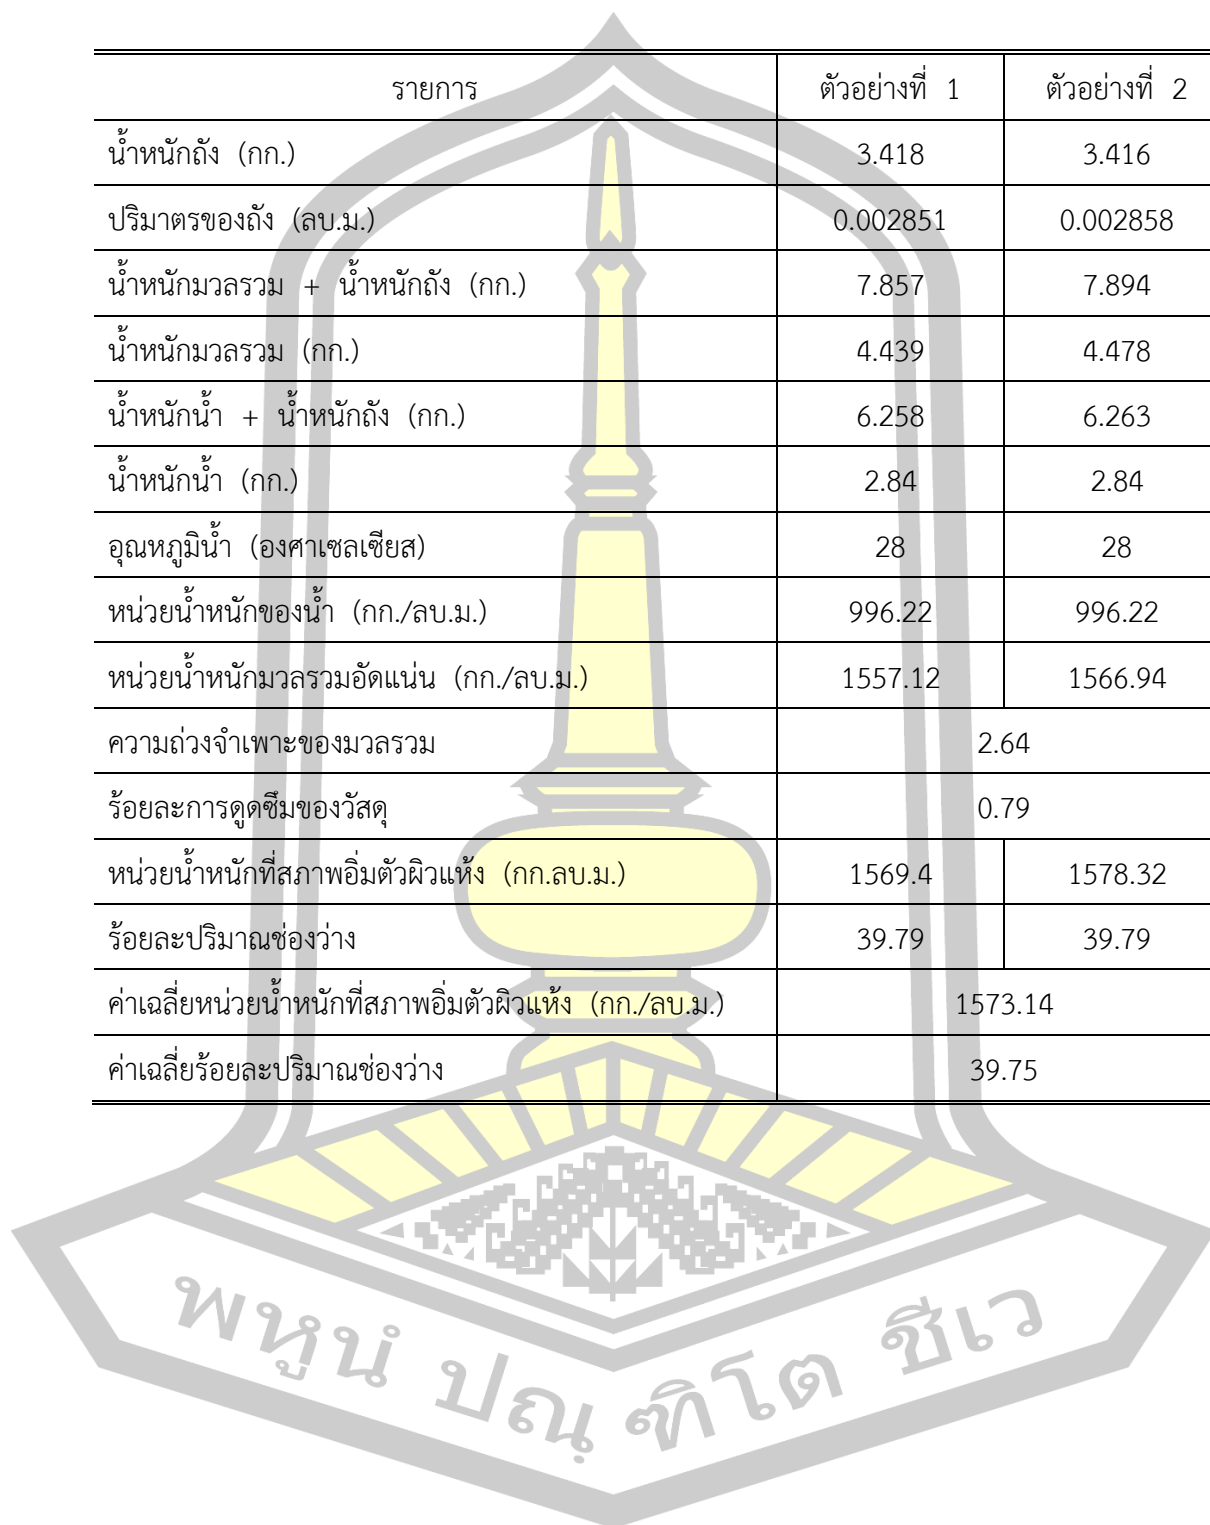 รายการ ตัวอย่างที่ 1 ตัวอย่างที่ 2
น้ำหนักถัง (กก.) 3.418 3.416
ปริมาตรของถัง (ลบ.ม.) 0.002851 0.002858
น้ำหนักมวลรวม + น้ำหนักถัง (กก.) 7.857 7.894
น้ำหนักมวลรวม (กก.) 4.439 4.478
น้ำหนักน้ำ + น้ำหนักถัง (กก.) 6.258 6.263
น้ำหนักน้ำ (กก.) 2.84 2.84
อุณหภูมิน้ำ (องศาเซลเซียส) 28 28
หน่วยน้ำหนักของน้ำ (กก./ลบ.ม.) 996.22 996.22
หน่วยน้ำหนักมวลรวมอัดแน่น (กก./ลบ.ม.) 1557.12 1566.94
ความถ่วงจำเพาะของมวลรวม 2.64
ร้อยละการดูดซึมของวัสดุ 0.79
หน่วยน้ำหนักที่สภาพอิ่มตัวผิวแห้ง (กก.ลบ.ม.) 1569.4 1578.32
ร้อยละปริมาณช่องว่าง 39.79 39.79
ค่าเฉลี่ยหน่วยน้ำหนักที่สภาพอิ่มตัวผิวแห้ง (กก./ลบ.ม.) 1573.14
ค่าเฉลี่ยร้อยละปริมาณช่องว่าง 39.75
พหูนํ ปณฺฑิโต ชีเว